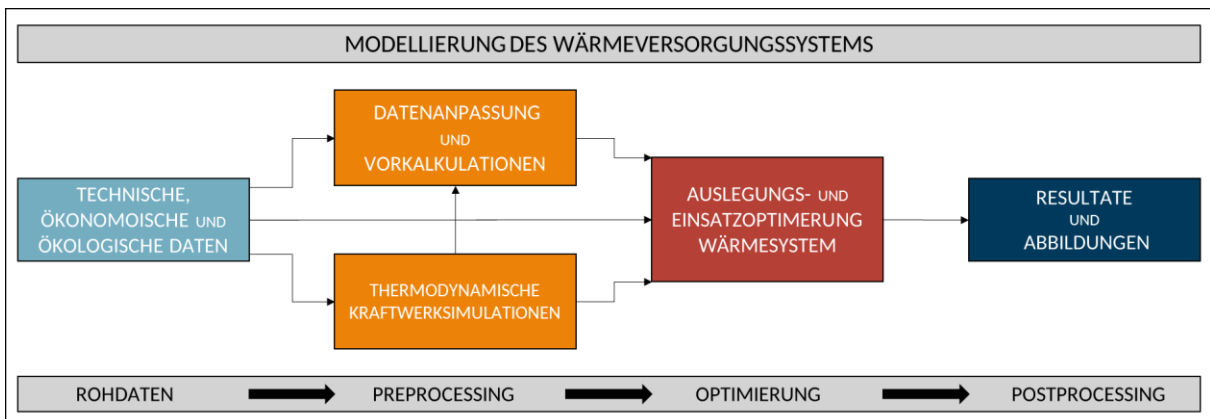 MODELLIERUNG DES WÄRMEVERSORGUNGSSYSTEMS
TECHNISCHE,
ÖKONOMOISCHE UND
ÖKOLOGISCHE DATEN
DATENANPASSUNG
UND
VORKALKULATIONEN
THERMODYNAMISCHE
KRAFTWERKSIMULATIONEN
AUSLEGUNGS- UND
EINSATZOPTIMERUNG
WÄRMESYSTEM
RESULTATE
UND
ABBILDUNGEN
ROHDATEN PREPROCESSING OPTIMIERUNG POSTPROCESSING